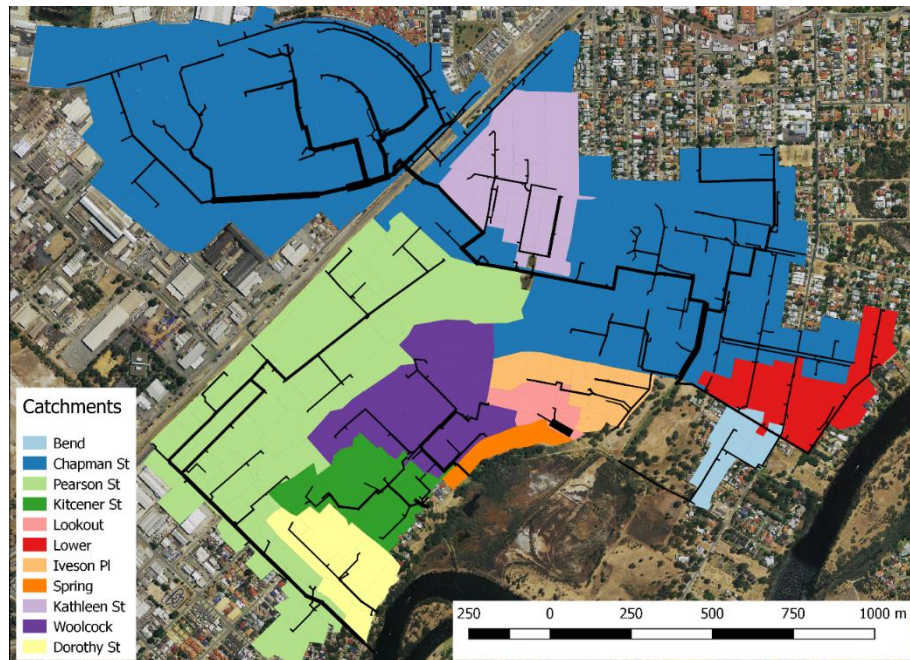 Catchments
Bend
Chapman St
Pearson St
Kitcener St
Lookout
Lower
Iveson Pl
Spring
Kathleen St
Woolcock
Dorothy St
250 0 250 500 750 1000 m